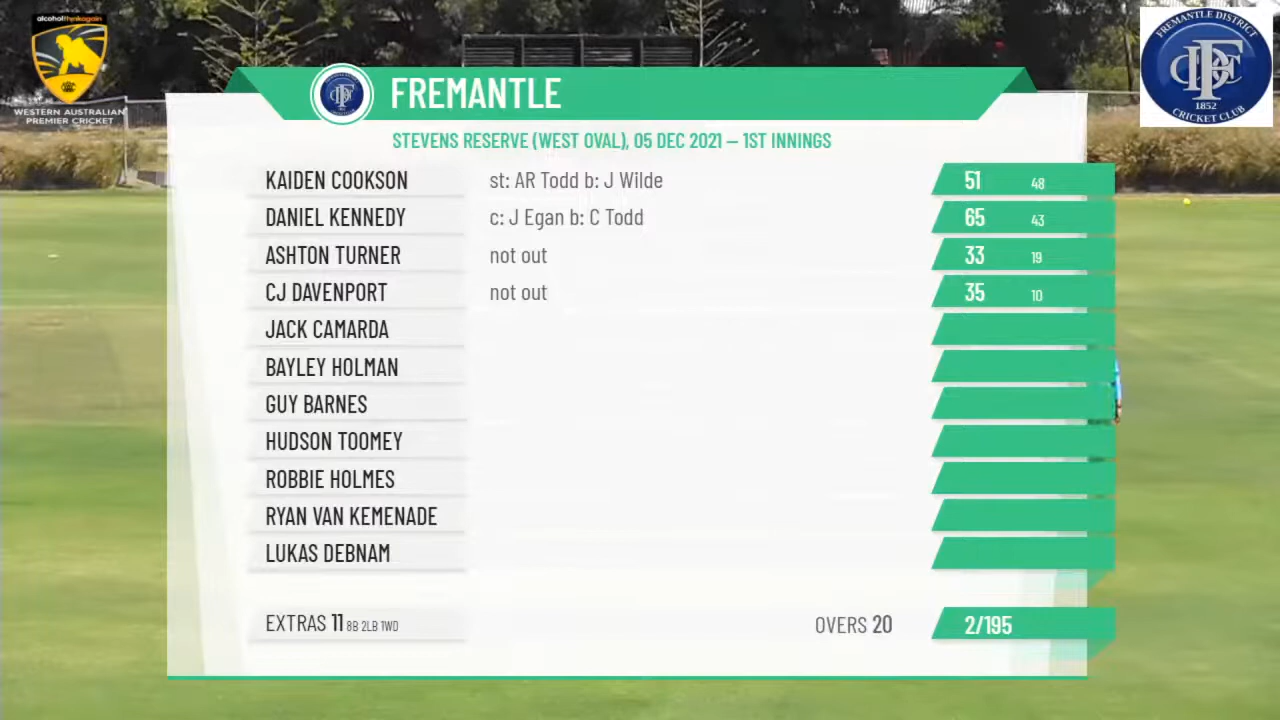 alcoholthinkagain
WESTERN AUSTRALIAN
PREMIER CRICKET
FREMANTLE DISTRICT
CRICKET CLUB
1852
FREMANTLE
STEVENS RESERVE (WEST OVAL), 05 DEC 2021 – 1ST INNINGS
KAIDEN COOKSON st: AR Todd b: J Wilde 51 48
DANIEL KENNEDY c: J Egan b: C Todd 65 43
ASHTON TURNER not out 33 19
CJ DAVENPORT not out 35 10
JACK CAMARDA
BAYLEY HOLMAN
GUY BARNES
HUDSON TOOMEY
ROBBIE HOLMES
RYAN VAN KEMENADE
LUKAS DEBNAM
EXTRAS 11 8B 2LB 1WD OVERS 20 2/195